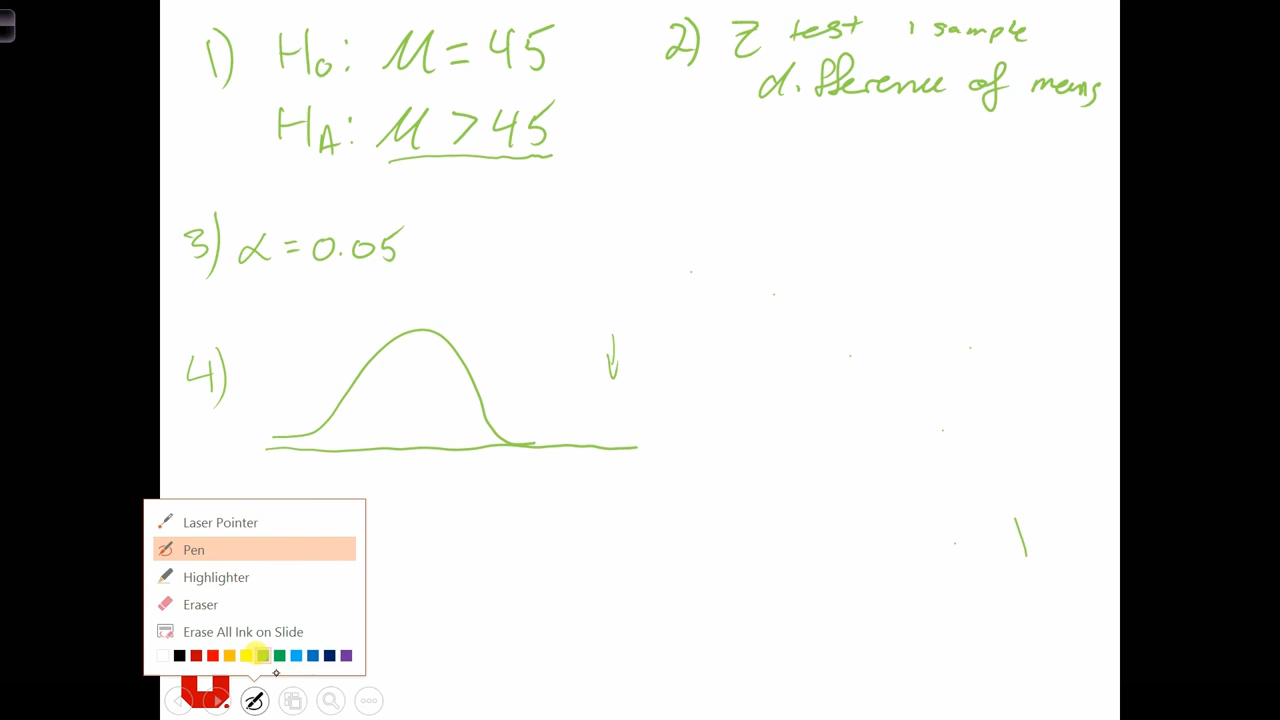 1) H₀: μ = 45
H_A: μ > 45
2) Z test 1 sample
difference of means
3) α = 0.05
4)
Laser Pointer
Pen
Highlighter
Eraser
Erase All Ink on Slide